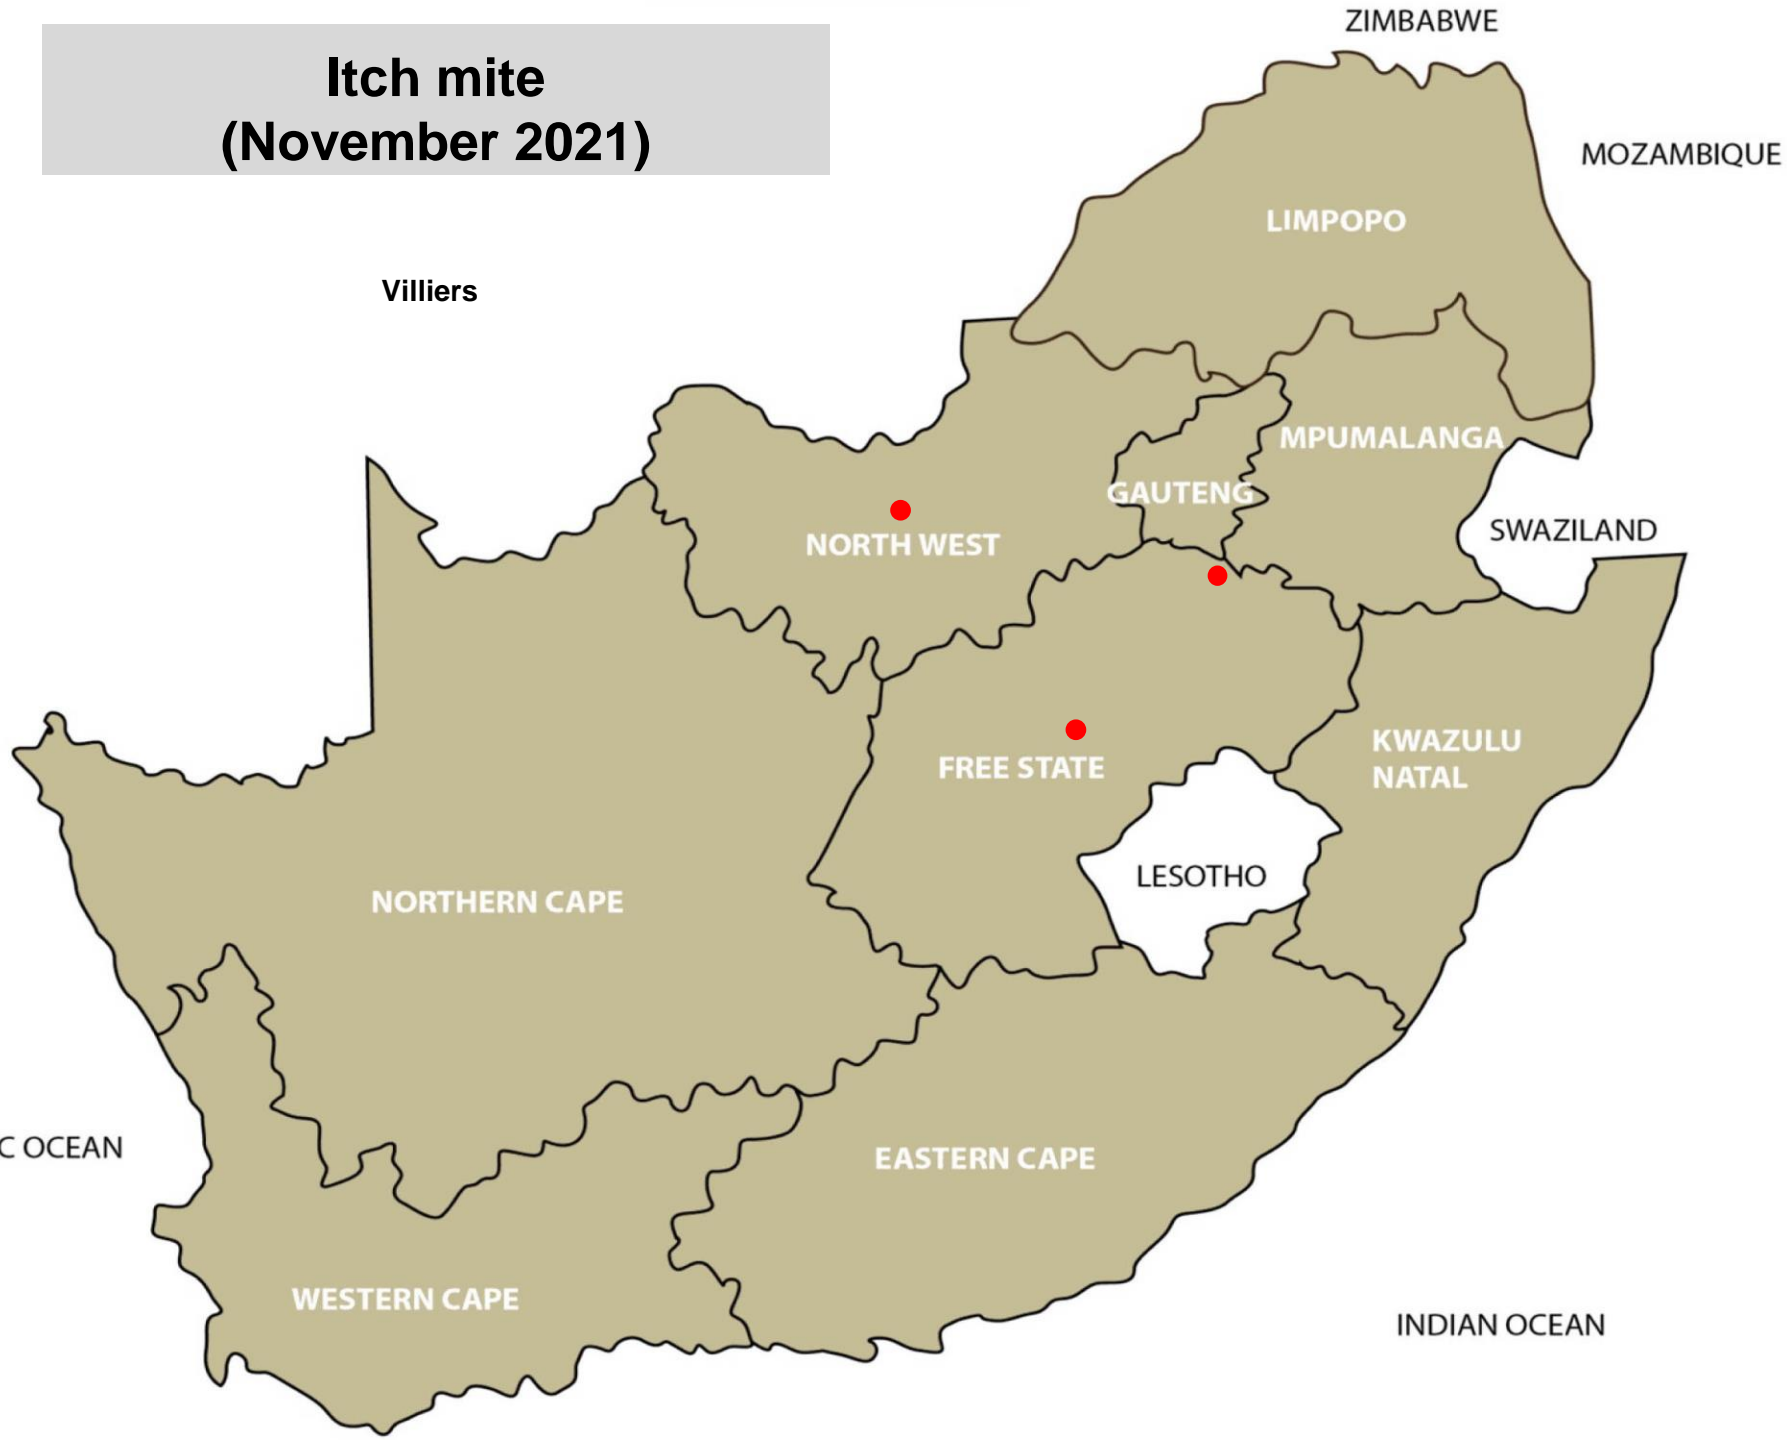 Itch mite
(November 2021)
ZIMBABWE
MOZAMBIQUE
LIMPOPO
Villiers
MPUMALANGA
GAUTENG
SWAZILAND
NORTH WEST
KWAZULU
NATAL
FREE STATE
LESOTHO
NORTHERN CAPE
C OCEAN
EASTERN CAPE
WESTERN CAPE
INDIAN OCEAN